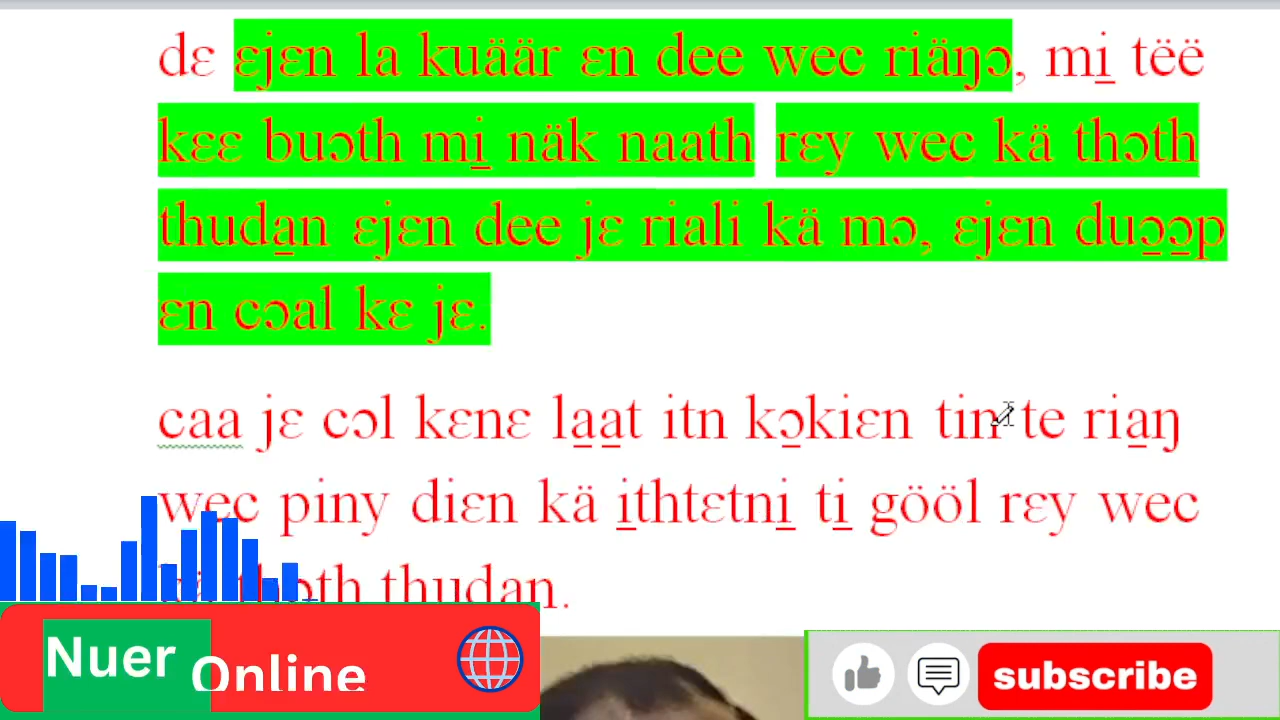 dɛ ɛjɛn la kuäär ɛn dee wec riäŋɔ, mi̱ tëë
kɛɛ buɔth mi̱ näk naath rɛy wec kä thɔth
thuda̱n ɛjɛn dee jɛ riali kä mɔ, ɛjɛn duɔ̱ɔ̱p
ɛn cɔal kɛ jɛ.
caa jɛ cɔl kɛnɛ la̱a̱t itn kɔ̱kiɛn tin te ria̱ŋ
wec piny diɛn kä i̱thtɛtni̱ ti̱ gööl rɛy wec
thudan.
Nuer Online
subscribe